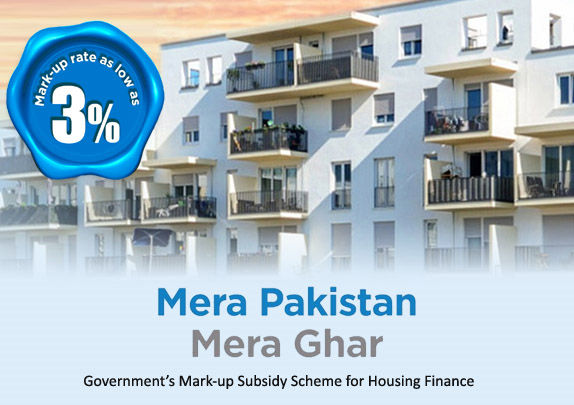 Mark-up rate as low as
3%
Mera Pakistan
Mera Ghar
Government's Mark-up Subsidy Scheme for Housing Finance